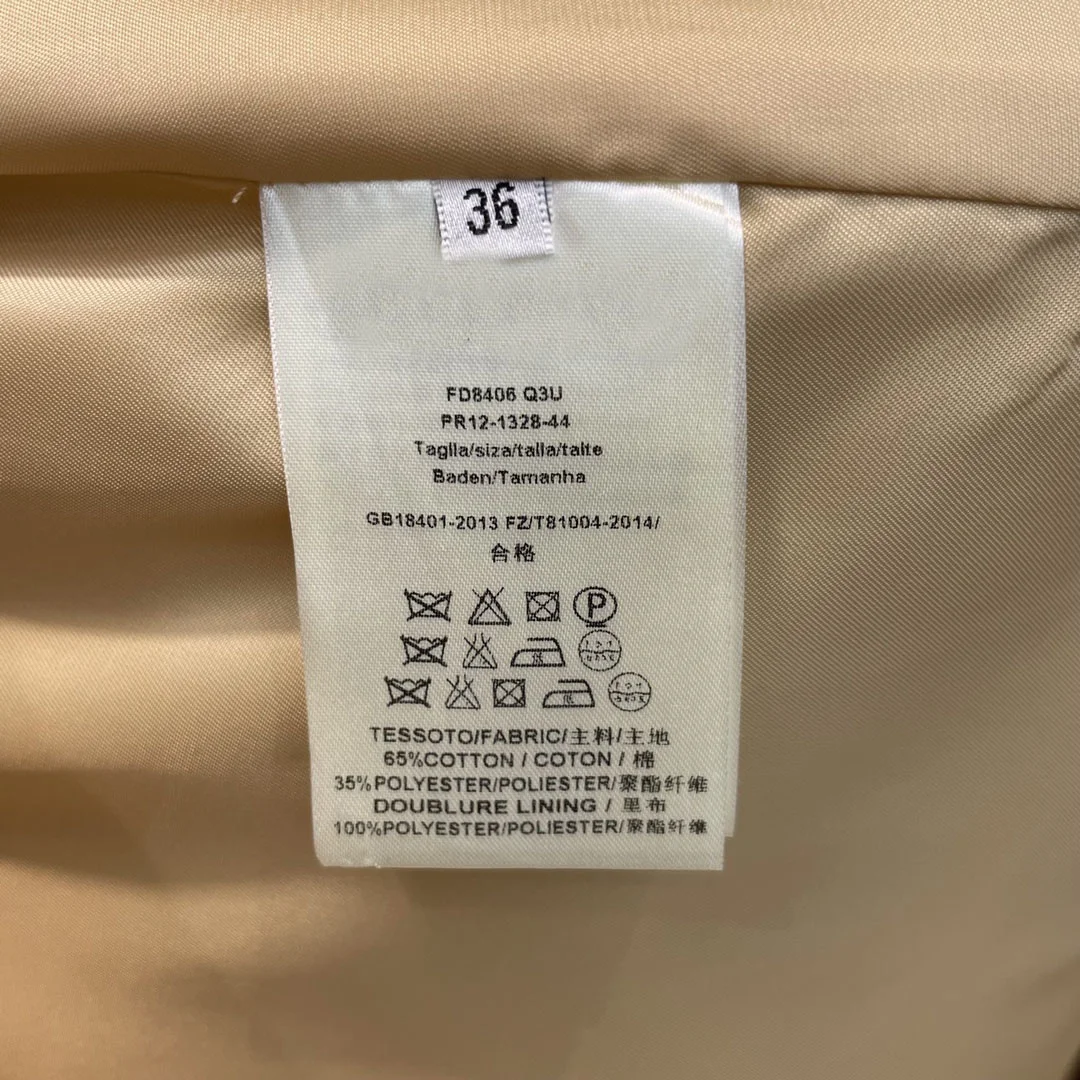 36
FD8406 Q3U
PR12-1328-44
Taglla/siza/talla/taite
Baden/Tamanha
GB18401-2013 FZ/T81004-2014/
合格
P
低
TESSOTO/FABRIC/主料/主地
65%COTTON / COTON / 棉
35%POLYESTER/POLIESTER/聚酯纤维
DOUBLURE LINING / 里布
100%POLYESTER/POLIESTER/聚酯纤维